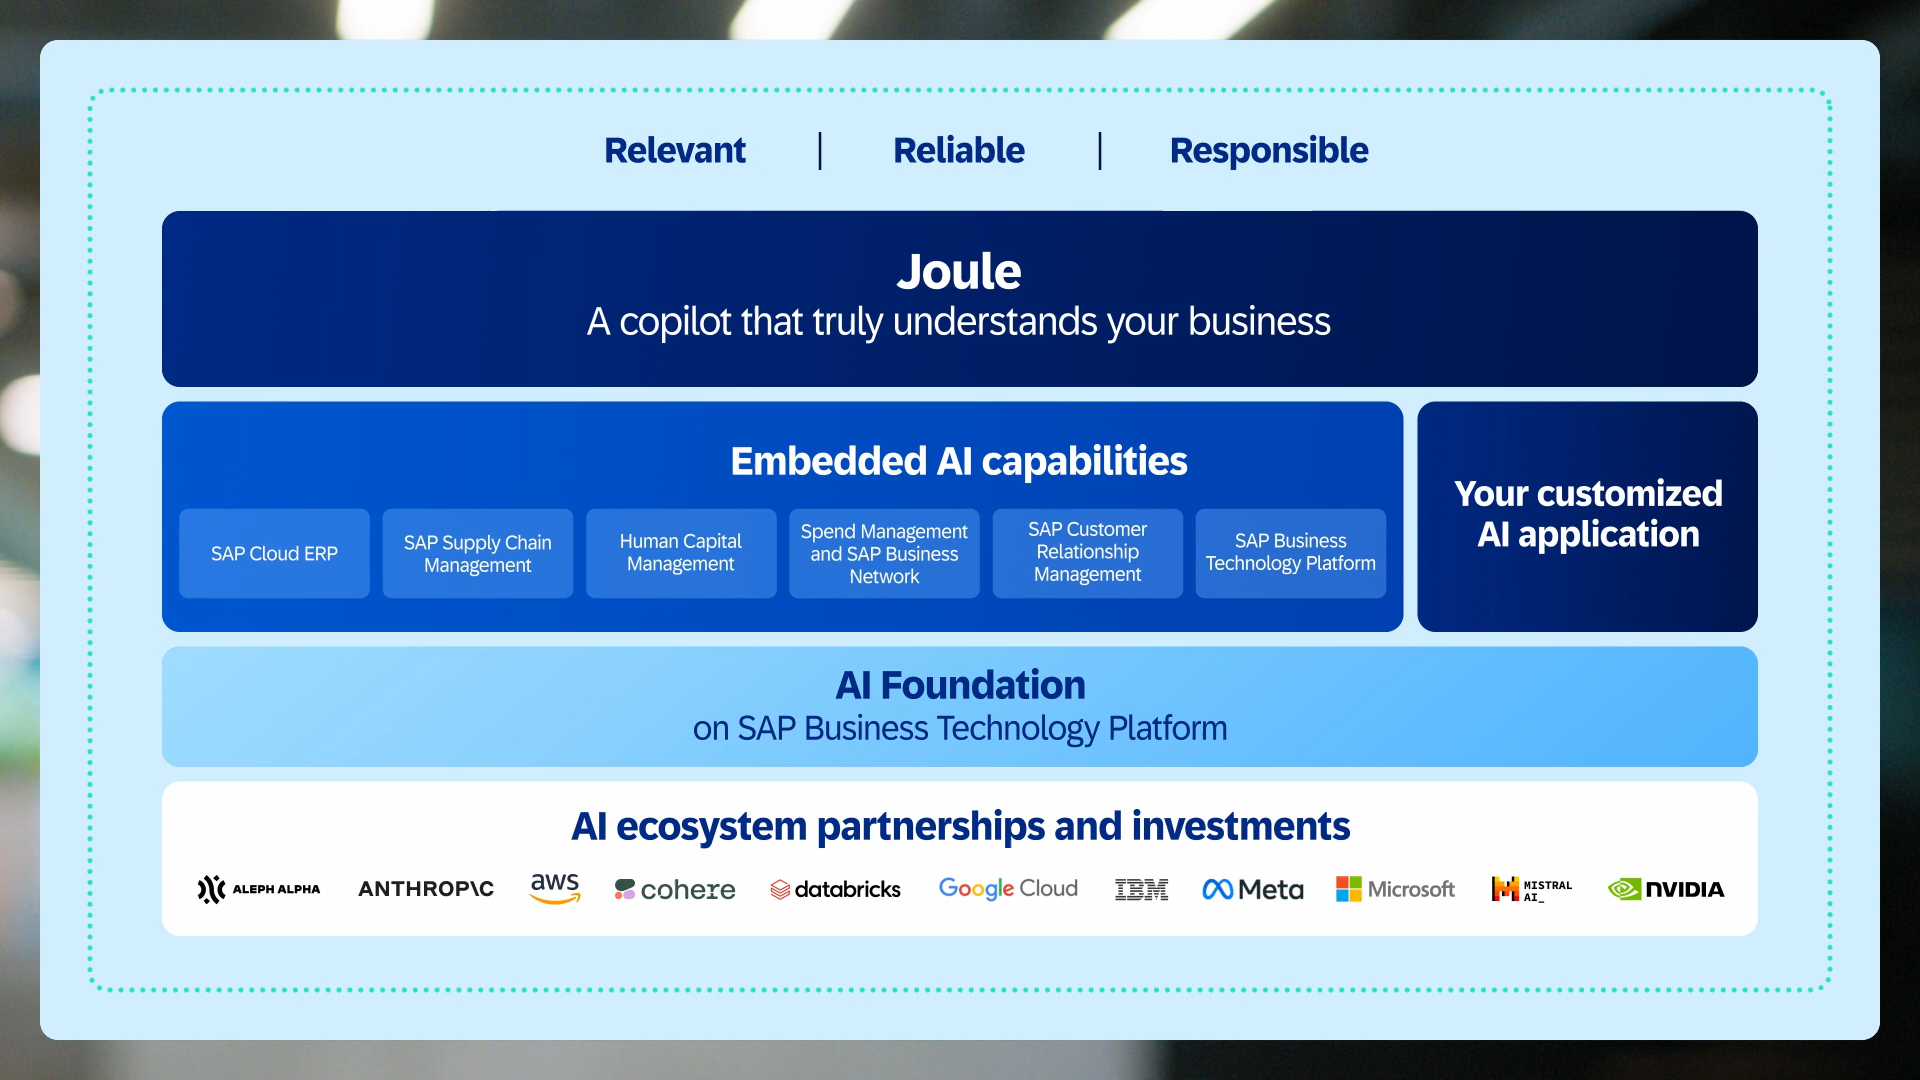 Relevant | Reliable | Responsible
Joule
A copilot that truly understands your business
Embedded AI capabilities
SAP Cloud ERP
SAP Supply Chain
Management
Human Capital
Management
Spend Management
and SAP Business
Network
SAP Customer
Relationship
Management
SAP Business
Technology Platform
Your customized
AI application
AI Foundation
on SAP Business Technology Platform
AI ecosystem partnerships and investments
ALEPH ALPHA
ANTHROP\C
aws
cohere
databricks
Google Cloud
IBM
Meta
Microsoft
MISTRAL
AI_
NVIDIA